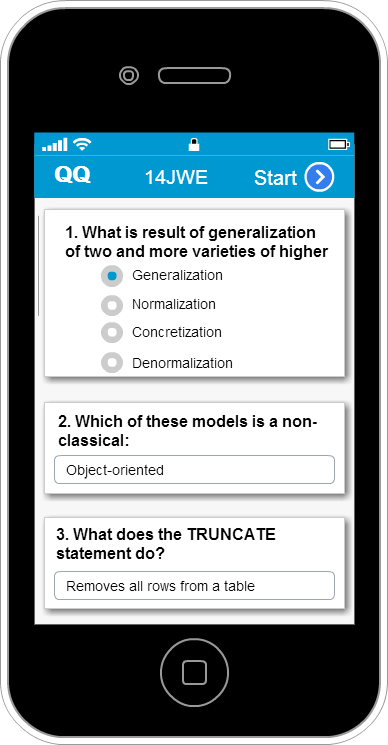 QQ 14JWE Start
1. What is result of generalization
of two and more varieties of higher
Generalization
Normalization
Concretization
Denormalization
2. Which of these models is a non-
classical:
Object-oriented
3. What does the TRUNCATE
statement do?
Removes all rows from a table